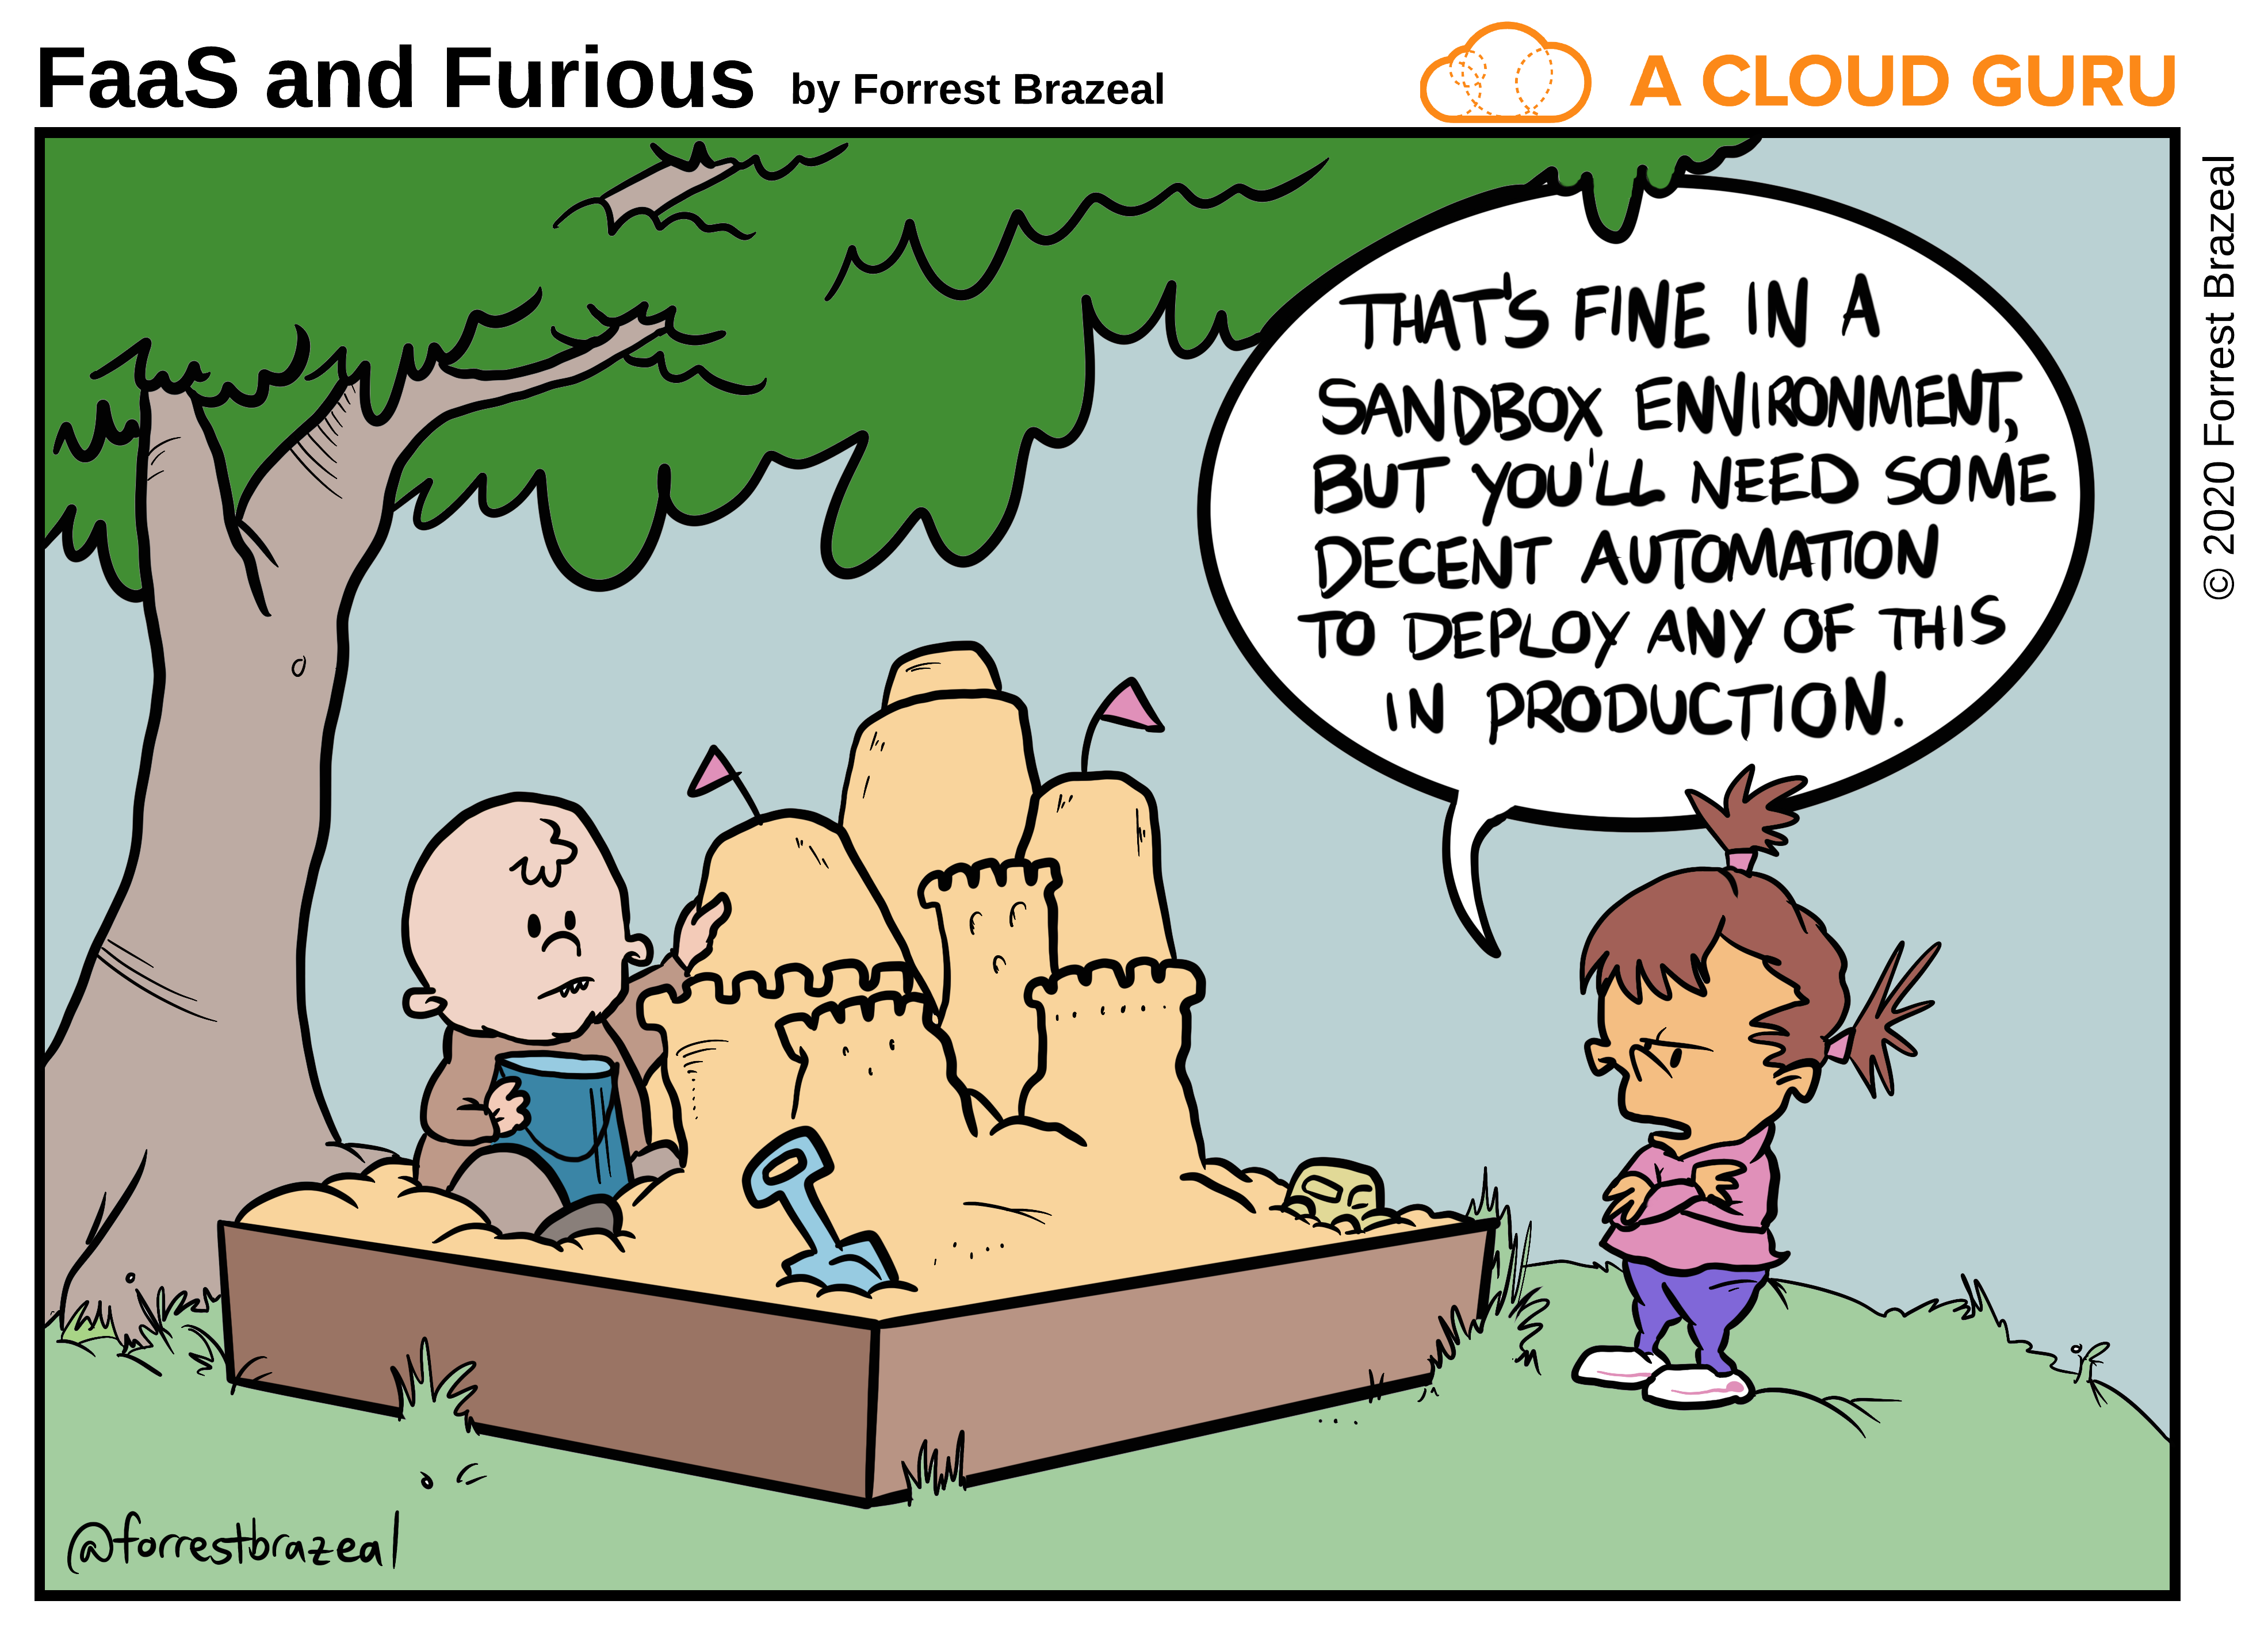 FaaS and Furious by Forrest Brazeal
A CLOUD GURU
© 2020 Forrest Brazeal
THAT'S FINE IN A
SANDBOX ENVIRONMENT,
BUT YOU'LL NEED SOME
DECENT AUTOMATION
TO DEPLOY ANY OF THIS
IN PRODUCTION.
@forrestbrazeal